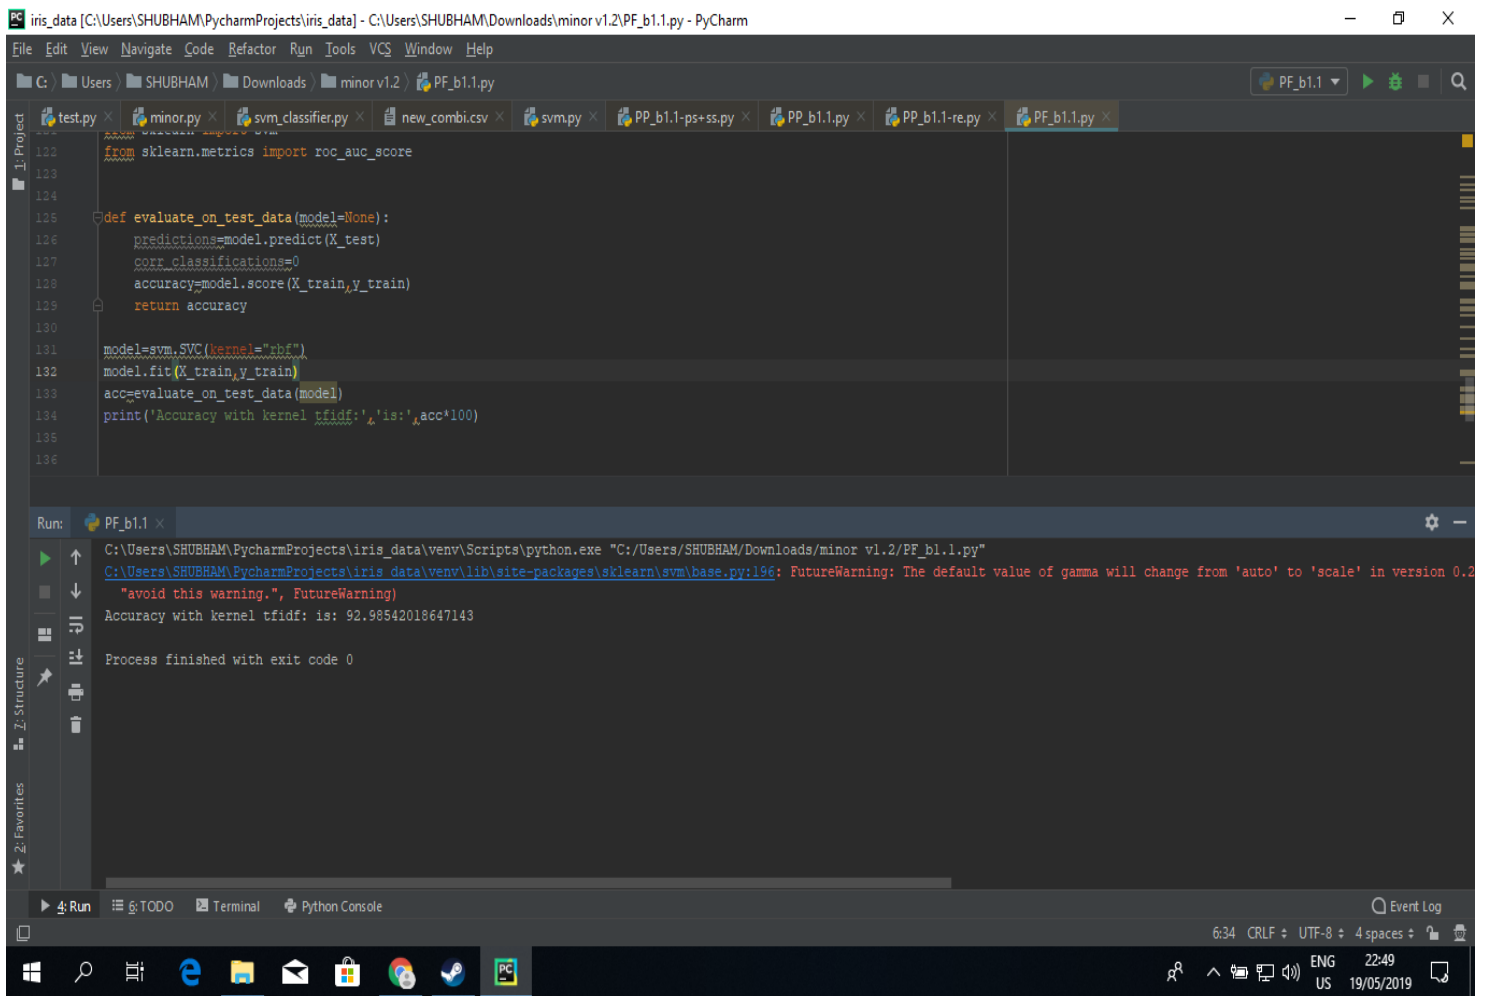 PC iris_data [C:\Users\SHUBHAM\PycharmProjects\iris_data] - C:\Users\SHUBHAM\Downloads\minor v1.2\PF_b1.1.py - PyCharm
File Edit View Navigate Code Refactor Run Tools VCS Window Help
C: Users SHUBHAM Downloads minor v1.2 PF_b1.1.py PF_b1.1
test.py minor.py svm_classifier.py new_combi.csv svm.py PP_b1.1-ps+ss.py PP_b1.1.py PP_b1.1-re.py PF_b1.1.py
1: Project
121 from sklearn import svm
122 from sklearn.metrics import roc_auc_score
123
124
125 def evaluate_on_test_data(model=None):
126 predictions=model.predict(X_test)
127 corr_classifications=0
128 accuracy=model.score(X_train,y_train)
129 return accuracy
130
131 model=svm.SVC(kernel="rbf")
132 model.fit(X_train,y_train)
133 acc=evaluate_on_test_data(model)
134 print('Accuracy with kernel tfidf:','is:',acc*100)
135
136
Run: PF_b1.1
C:\Users\SHUBHAM\PycharmProjects\iris_data\venv\Scripts\python.exe "C:/Users/SHUBHAM/Downloads/minor v1.2/PF_b1.1.py"
C:\Users\SHUBHAM\PycharmProjects\iris_data\venv\lib\site-packages\sklearn\svm\base.py:196: FutureWarning: The default value of gamma will change from 'auto' to 'scale' in version 0.2
"avoid this warning.", FutureWarning)
Accuracy with kernel tfidf: is: 92.98542018647143
Process finished with exit code 0
7: Structure
2: Favorites
4: Run 6: TODO Terminal Python Console Event Log
6:34 CRLF UTF-8 4 spaces
PC ENG 22:49
US 19/05/2019